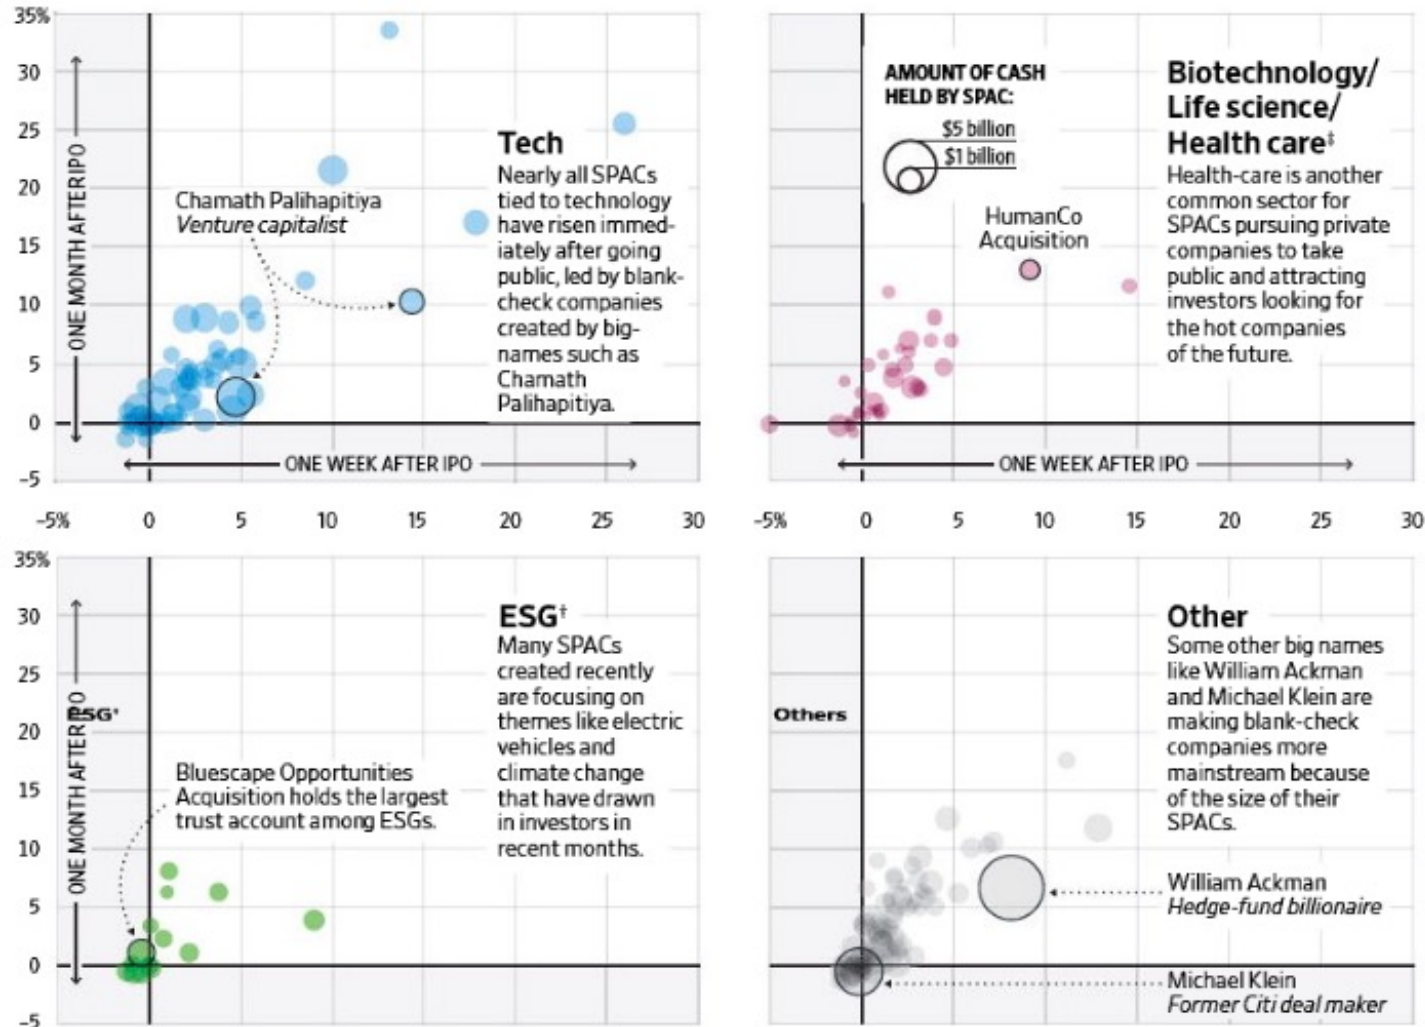 35%
30
25
20
15
10
5
0
–5
ONE MONTH AFTER IPO
Chamath Palihapitiya
Venture capitalist
Tech
Nearly all SPACs
tied to technology
have risen immed-
iately after going
public, led by blank-
check companies
created by big-
names such as
Chamath
Palihapitiya.
ONE WEEK AFTER IPO
–5%
0
5
10
15
20
25
30
AMOUNT OF CASH
HELD BY SPAC:
$5 billion
$1 billion
HumanCo
Acquisition
Biotechnology/
Life science/
Health care‡
Health-care is another
common sector for
SPACs pursuing private
companies to take
public and attracting
investors looking for
the hot companies
of the future.
ONE WEEK AFTER IPO
-5%
0
5
10
15
20
25
30
35%
30
25
20
15
10
5
0
–5
ONE MONTH AFTER IPO
ESG†
Bluescape Opportunities
Acquisition holds the largest
trust account among ESGs.
ESG†
Many SPACs
created recently
are focusing on
themes like electric
vehicles and
climate change
that have drawn
in investors in
recent months.
Others
Other
Some other big names
like William Ackman
and Michael Klein are
making blank-check
companies more
mainstream because
of the size of their
SPACs.
William Ackman
Hedge-fund billionaire
Michael Klein
Former Citi deal maker